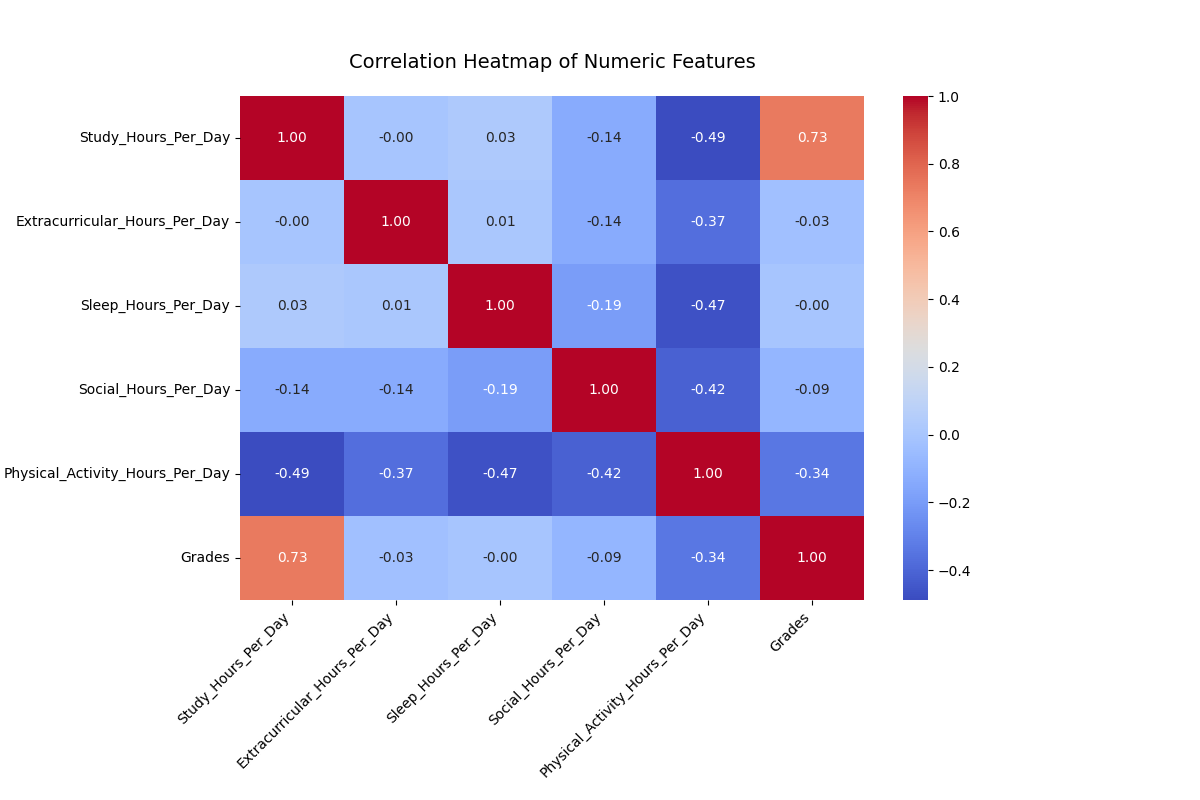 Correlation Heatmap of Numeric Features
Study_Hours_Per_Day 1.00 -0.00 0.03 -0.14 -0.49 0.73
Extracurricular_Hours_Per_Day -0.00 1.00 0.01 -0.14 -0.37 -0.03
Sleep_Hours_Per_Day 0.03 0.01 1.00 -0.19 -0.47 -0.00
Social_Hours_Per_Day -0.14 -0.14 -0.19 1.00 -0.42 -0.09
Physical_Activity_Hours_Per_Day -0.49 -0.37 -0.47 -0.42 1.00 -0.34
Grades 0.73 -0.03 -0.00 -0.09 -0.34 1.00
Study_Hours_Per_Day
Extracurricular_Hours_Per_Day
Sleep_Hours_Per_Day
Social_Hours_Per_Day
Physical_Activity_Hours_Per_Day
Grades
1.0
0.8
0.6
0.4
0.2
0.0
−0.2
−0.4